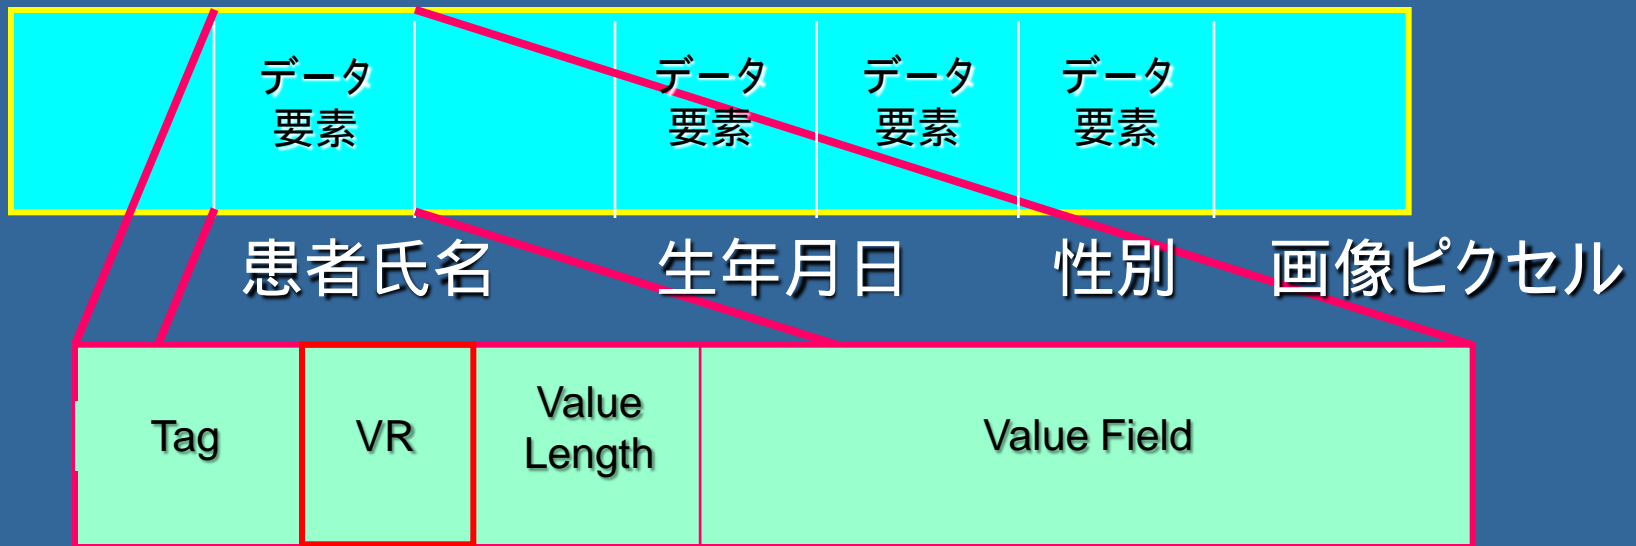 データ
要素
データ
要素
データ
要素
データ
要素
患者氏名
生年月日
性別
画像ピクセル
Tag
VR
Value
Length
Value Field